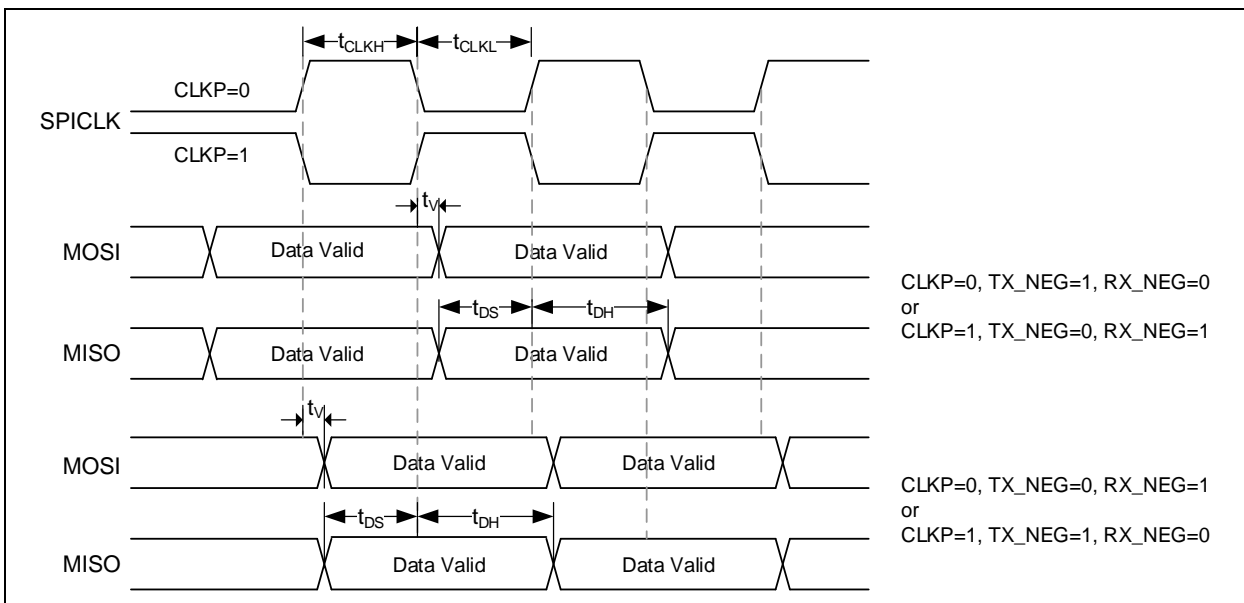 tCLKH
tCLKL
CLKP=0
SPICLK
CLKP=1
tV
MOSI
Data Valid
Data Valid
CLKP=0, TX_NEG=1, RX_NEG=0
or
CLKP=1, TX_NEG=0, RX_NEG=1
tDS
tDH
MISO
Data Valid
Data Valid
tV
MOSI
Data Valid
Data Valid
CLKP=0, TX_NEG=0, RX_NEG=1
or
CLKP=1, TX_NEG=1, RX_NEG=0
tDS
tDH
MISO
Data Valid
Data Valid